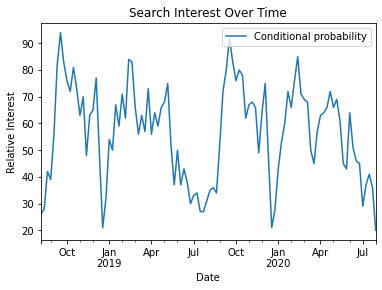 Search Interest Over Time
Conditional probability
Relative Interest
90
80
70
60
50
40
30
20
Oct
Jan
2019
Apr
Jul
Oct
Jan
2020
Apr
Jul
Date